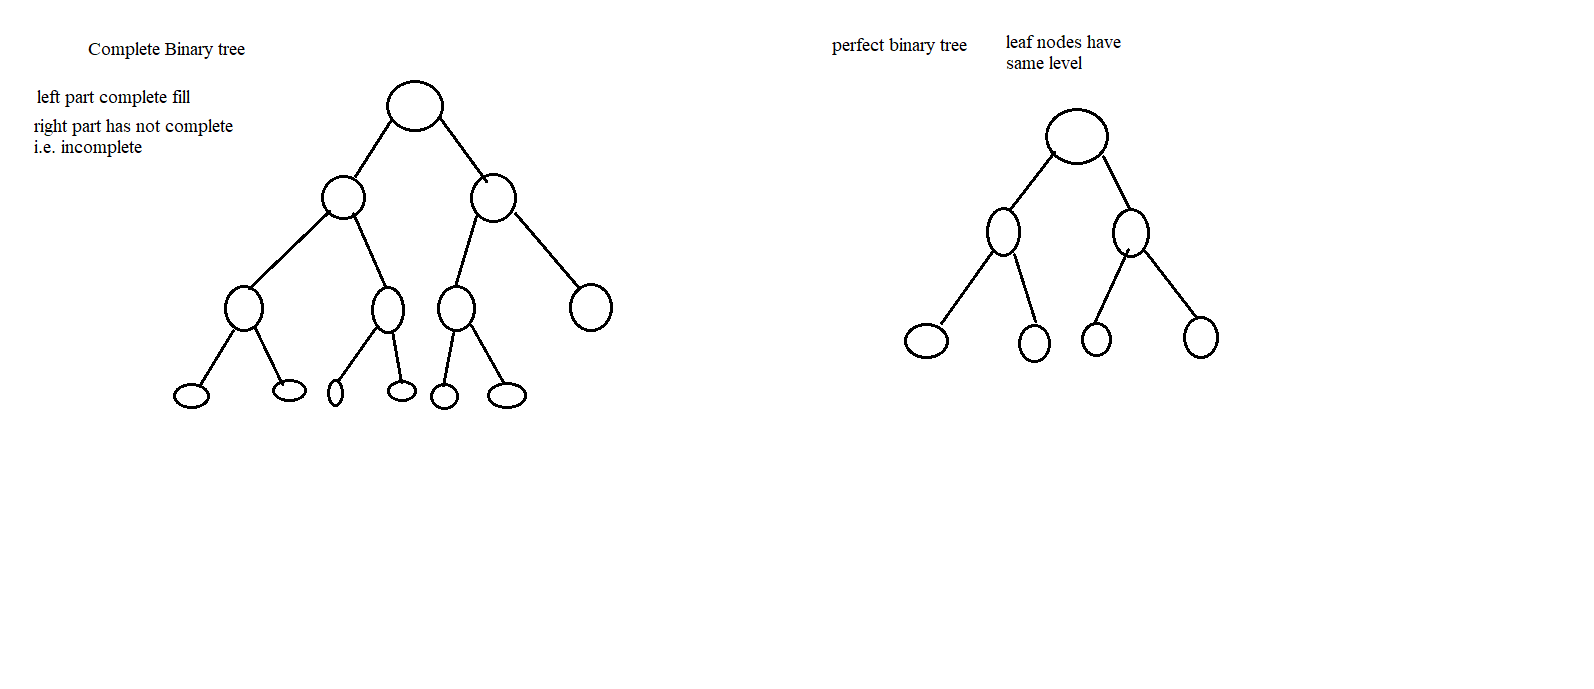 Complete Binary tree
left part complete fill
right part has not complete
i.e. incomplete
perfect binary tree
leaf nodes have
same level